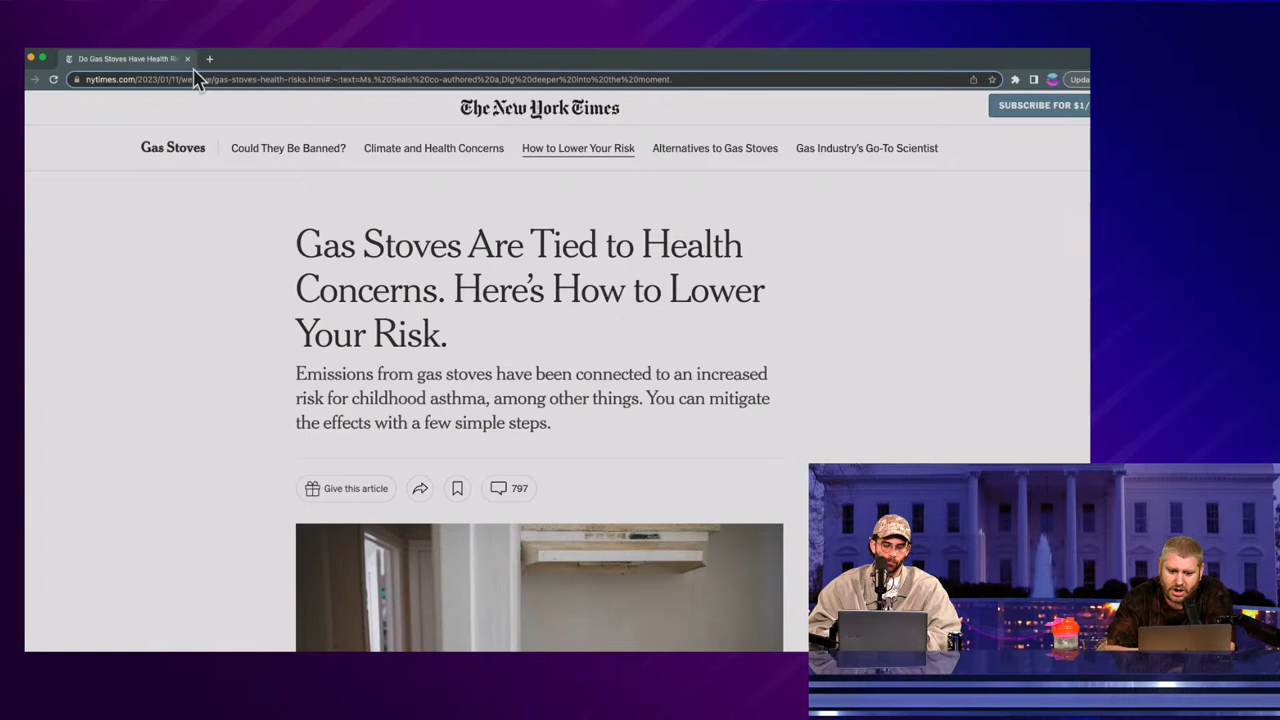 Do Gas Stoves Have Health Ri
nytimes.com/2023/01/11/we
/gas-stoves-health-risks.html#:~:text=Ms.%20Seals%20co-authored%20a,Dig%20deeper%20into%20the%20moment.
Upda
The New York Times
SUBSCRIBE FOR $1/
Gas Stoves
Could They Be Banned?
Climate and Health Concerns
How to Lower Your Risk
Alternatives to Gas Stoves
Gas Industry's Go-To Scientist
Gas Stoves Are Tied to Health
Concerns. Here's How to Lower
Your Risk.
Emissions from gas stoves have been connected to an increased
risk for childhood asthma, among other things. You can mitigate
the effects with a few simple steps.
Give this article
797